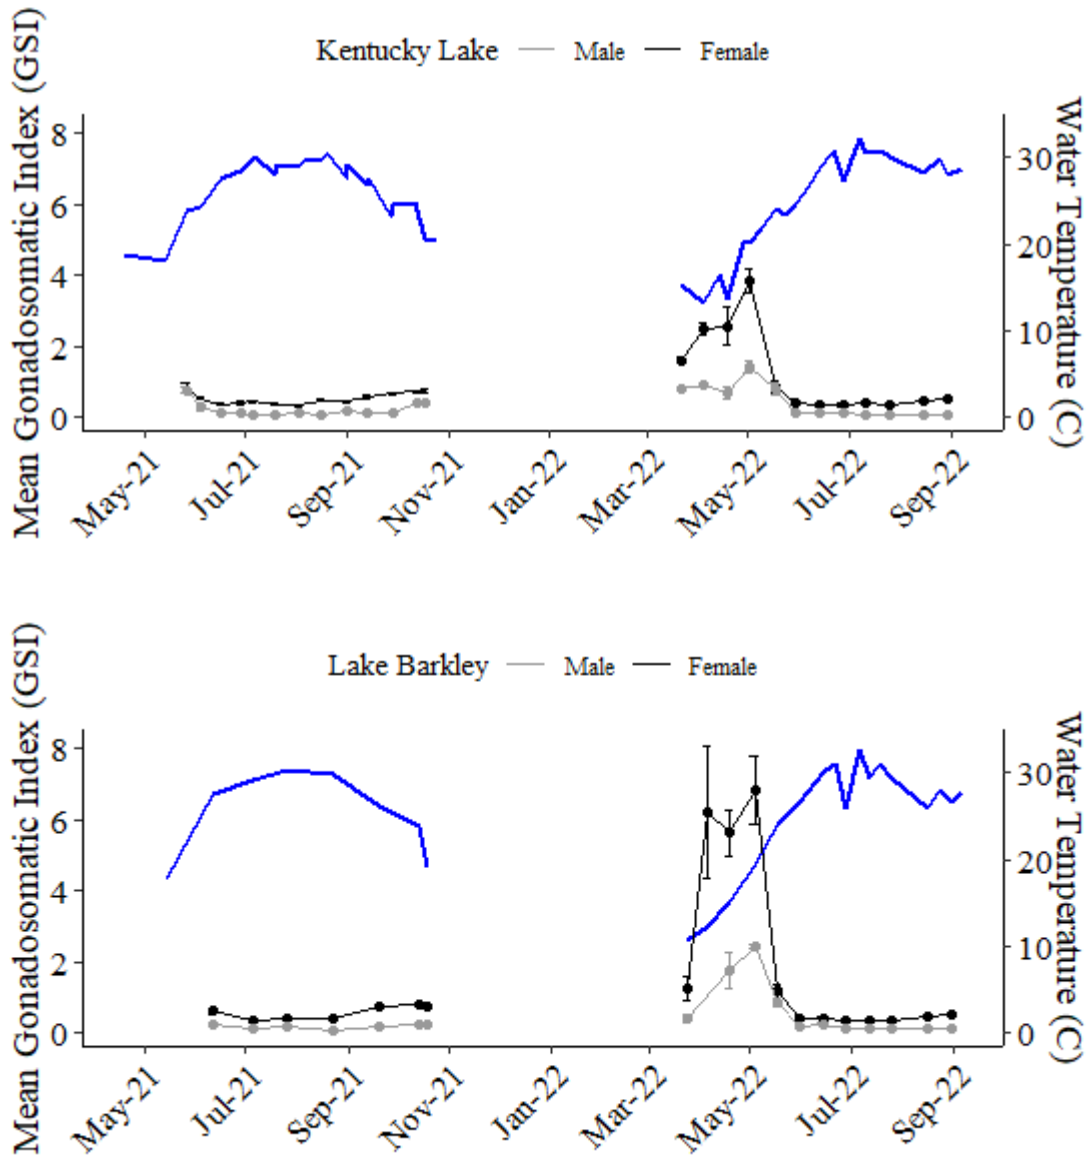 Kentucky Lake Male Female
Mean Gonadosomatic Index (GSI)
8
6
4
2
0
Water Temperature (C)
30
20
10
0
May-21 Jul-21 Sep-21 Nov-21 Jan-22 Mar-22 May-22 Jul-22 Sep-22
Lake Barkley Male Female
Mean Gonadosomatic Index (GSI)
8
6
4
2
0
Water Temperature (C)
30
20
10
0
May-21 Jul-21 Sep-21 Nov-21 Jan-22 Mar-22 May-22 Jul-22 Sep-22